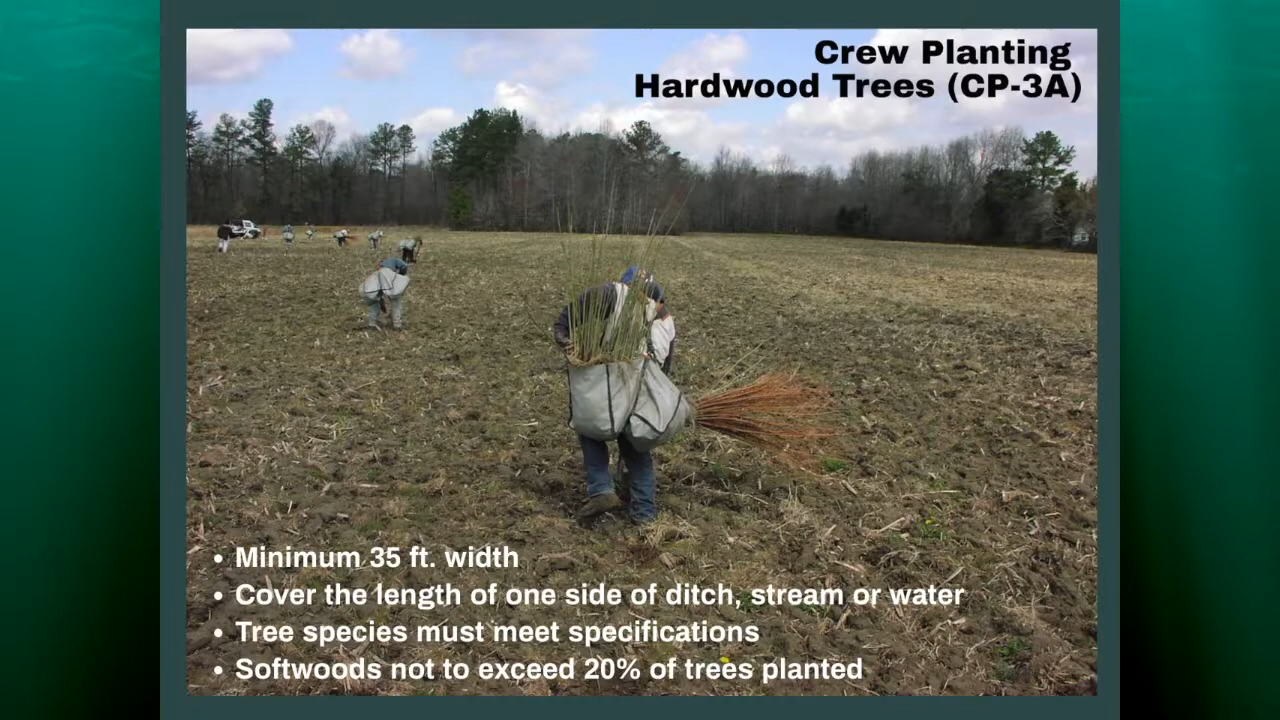 Crew Planting
Hardwood Trees (CP-3A)
• Minimum 35 ft. width
• Cover the length of one side of ditch, stream or water
• Tree species must meet specifications
• Softwoods not to exceed 20% of trees planted